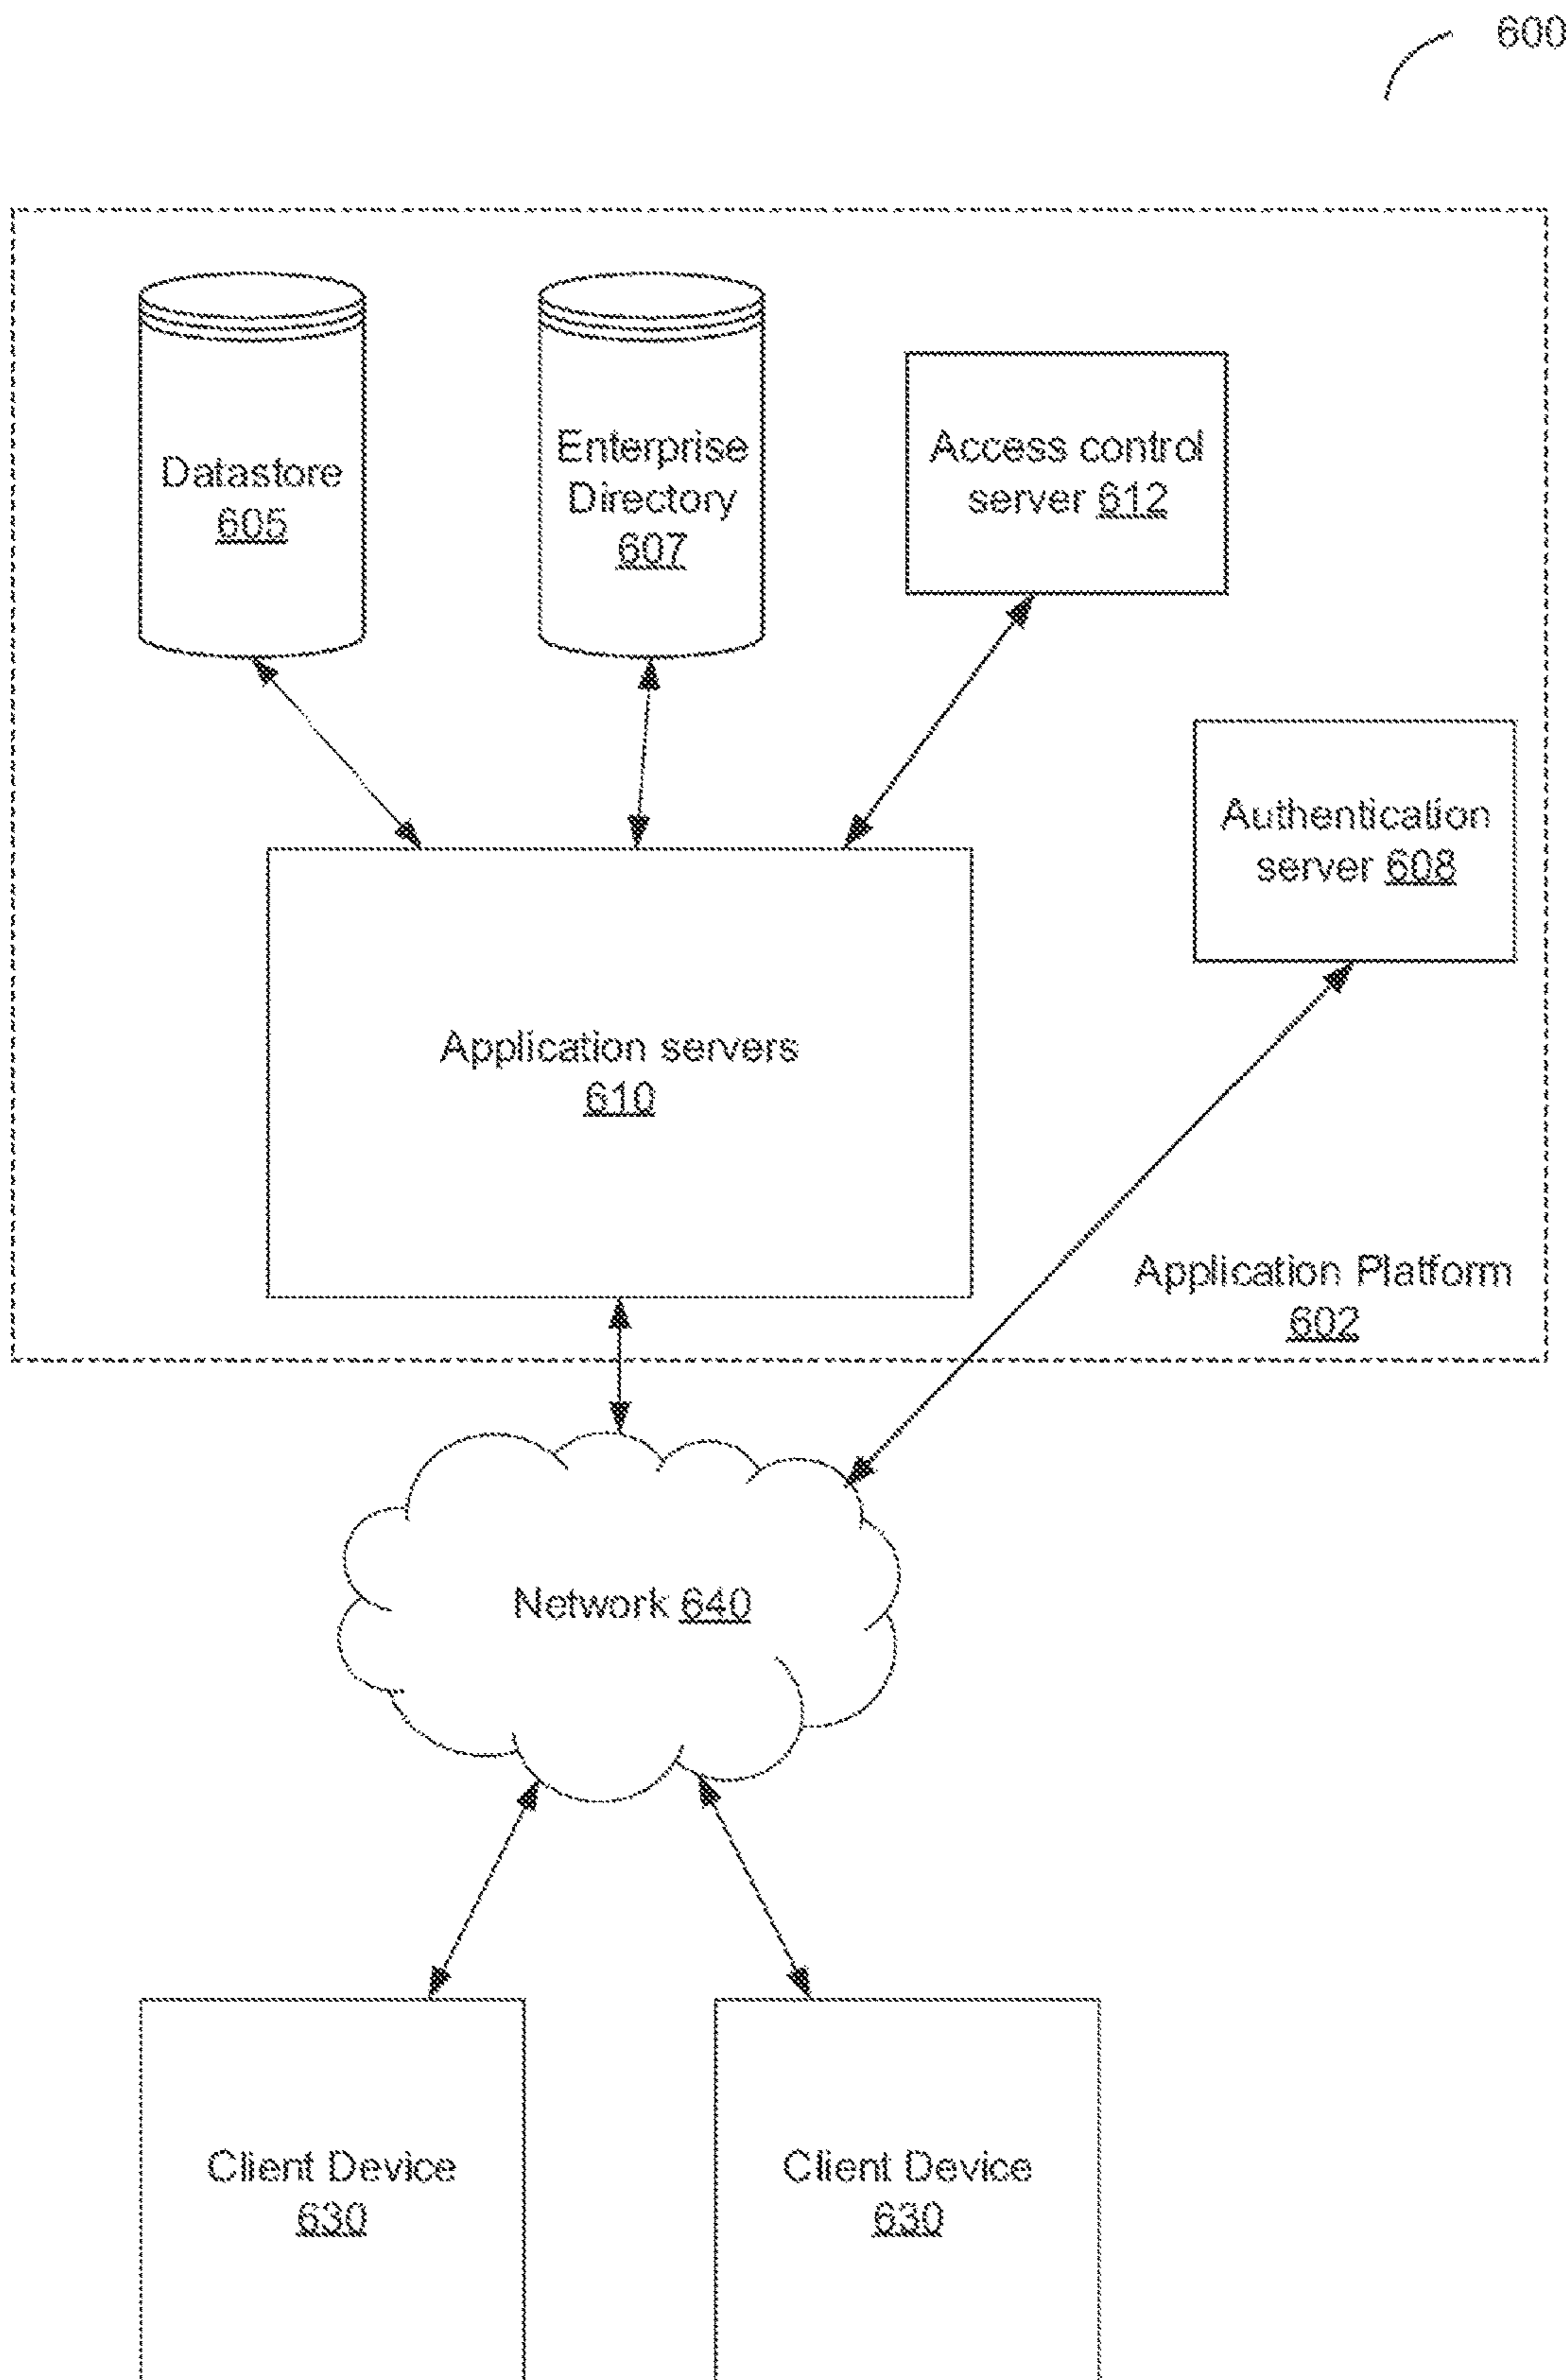 600
Datastore
605
Enterprise
Directory
607
Access control
server 612
Authentication
server 608
Application servers
610
Application Platform
602
Network 640
Client Device
630
Client Device
630